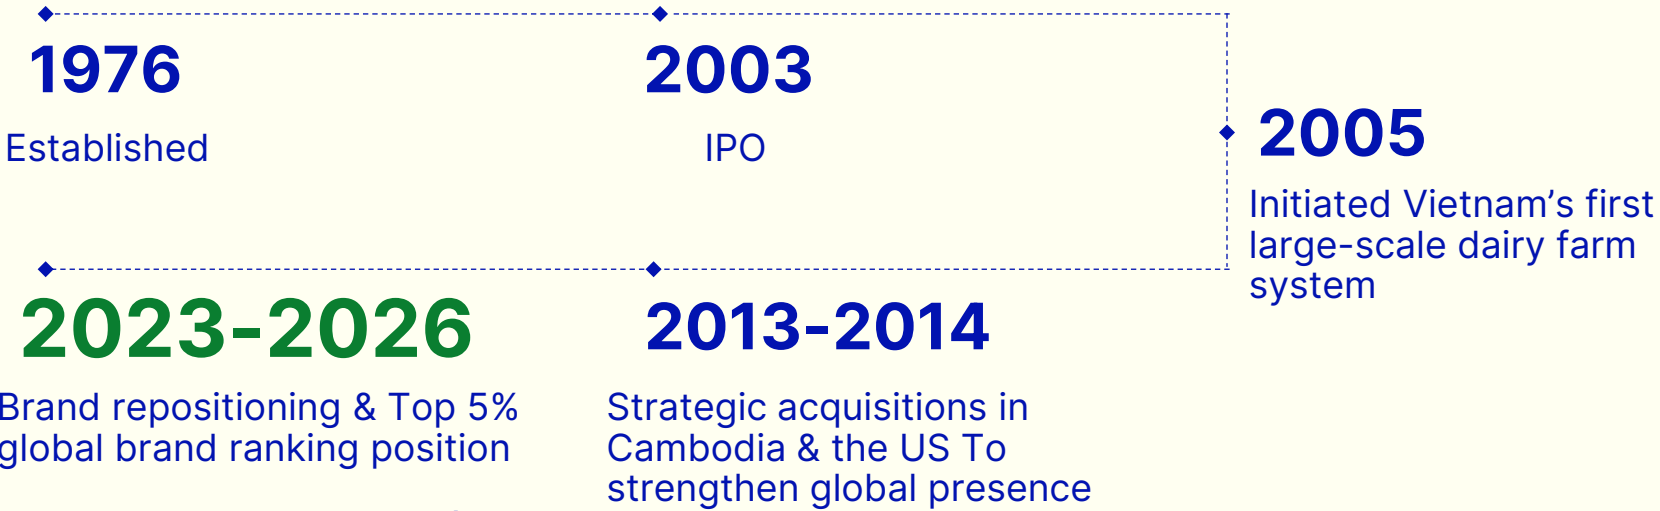 1976
Established
2003
IPO
2005
Initiated Vietnam’s first
large-scale dairy farm
system
2013-2014
Strategic acquisitions in
Cambodia & the US To
strengthen global presence
2023-2026
Brand repositioning & Top 5%
global brand ranking position